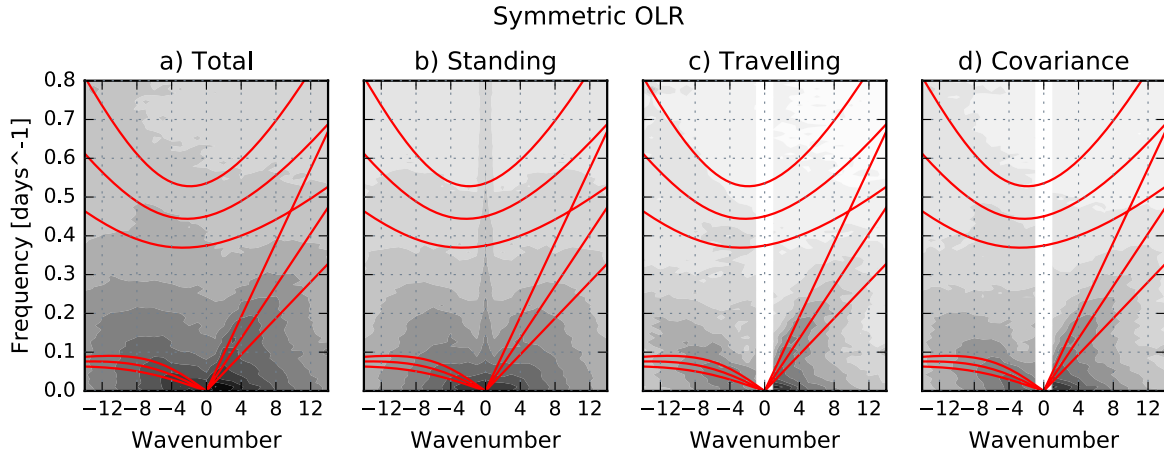 Symmetric OLR
a) Total b) Standing c) Travelling d) Covariance
Frequency [days^-1]
0.8
0.7
0.6
0.5
0.4
0.3
0.2
0.1
0.0
−12 −8 −4 0 4 8 12 −12 −8 −4 0 4 8 12 −12 −8 −4 0 4 8 12 −12 −8 −4 0 4 8 12
Wavenumber Wavenumber Wavenumber Wavenumber